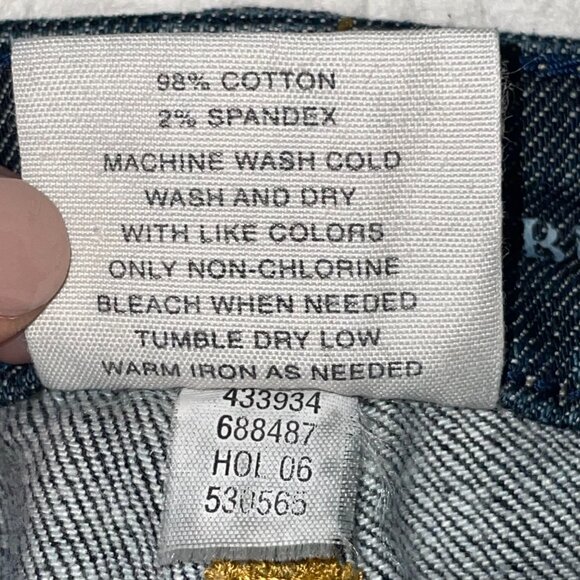 98% COTTON
2% SPANDEX
MACHINE WASH COLD
WASH AND DRY
WITH LIKE COLORS
ONLY NON-CHLORINE
BLEACH WHEN NEEDED
TUMBLE DRY LOW
WARM IRON AS NEEDED
433934
688487
HOL 06
530565
R